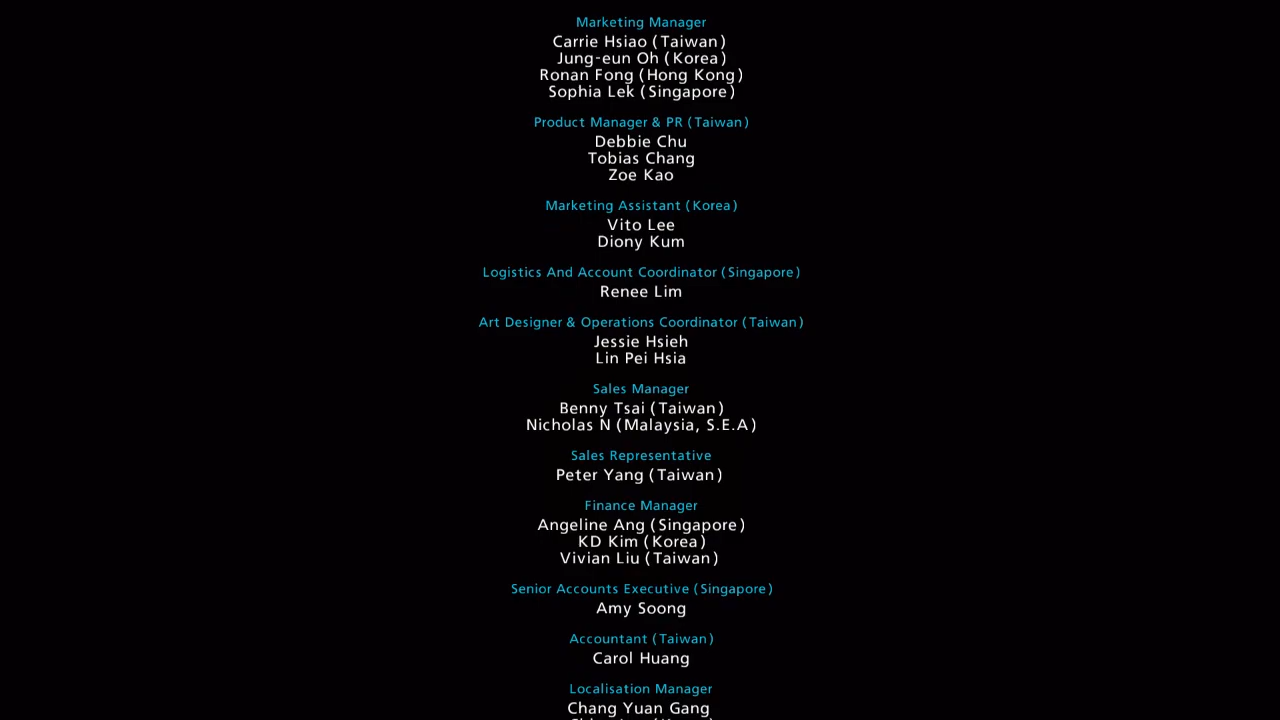 Marketing Manager
Carrie Hsiao (Taiwan)
Jung-eun Oh (Korea)
Ronan Fong (Hong Kong)
Sophia Lek (Singapore)
Product Manager & PR (Taiwan)
Debbie Chu
Tobias Chang
Zoe Kao
Marketing Assistant (Korea)
Vito Lee
Diony Kum
Logistics And Account Coordinator (Singapore)
Renee Lim
Art Designer & Operations Coordinator (Taiwan)
Jessie Hsieh
Lin Pei Hsia
Sales Manager
Benny Tsai (Taiwan)
Nicholas N (Malaysia, S.E.A)
Sales Representative
Peter Yang (Taiwan)
Finance Manager
Angeline Ang (Singapore)
KD Kim (Korea)
Vivian Liu (Taiwan)
Senior Accounts Executive (Singapore)
Amy Soong
Accountant (Taiwan)
Carol Huang
Localisation Manager
Chang Yuan Gang